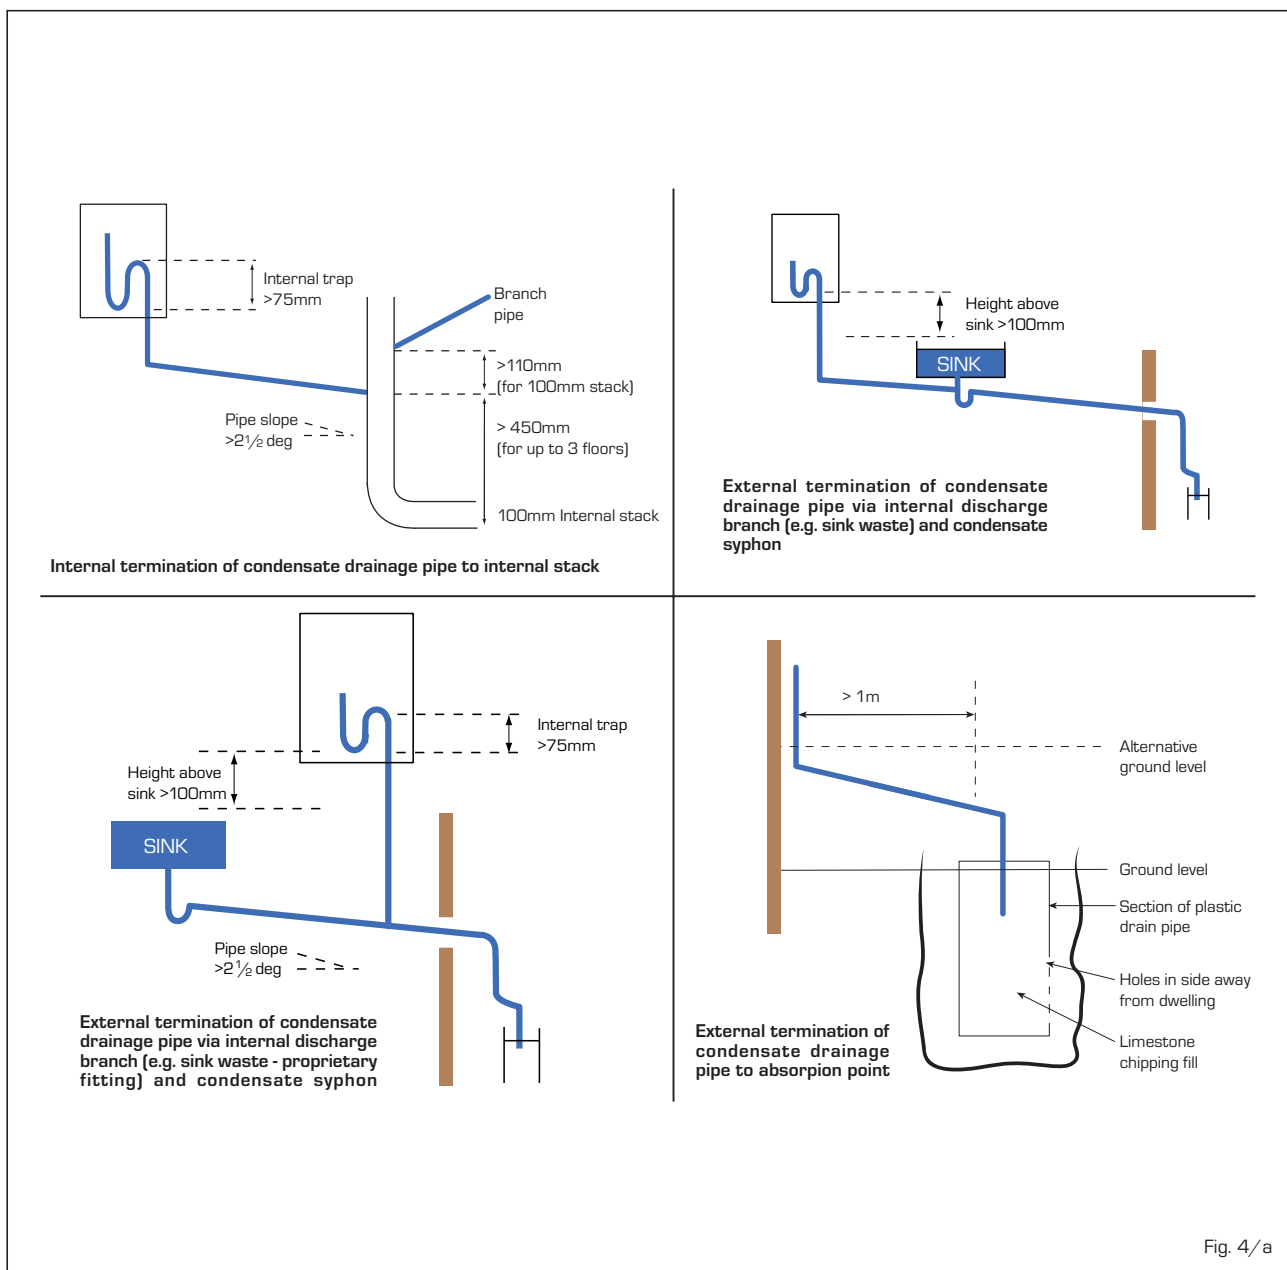 Internal trap
>75mm
Branch
pipe
>110mm
(for 100mm stack)
Pipe slope
>2½ deg
> 450mm
(for up to 3 floors)
100mm Internal stack
Internal termination of condensate drainage pipe to internal stack
Height above
sink >100mm
SINK
External termination of condensate
drainage pipe via internal discharge
branch (e.g. sink waste) and condensate
syphon
Internal trap
>75mm
Height above
sink >100mm
SINK
Pipe slope
>2½ deg
External termination of condensate
drainage pipe via internal discharge
branch (e.g. sink waste - proprietary
fitting) and condensate syphon
> 1m
Alternative
ground level
Ground level
Section of plastic
drain pipe
Holes in side away
from dwelling
Limestone
chipping fill
External termination of
condensate drainage
pipe to absorpion point
Fig. 4/a